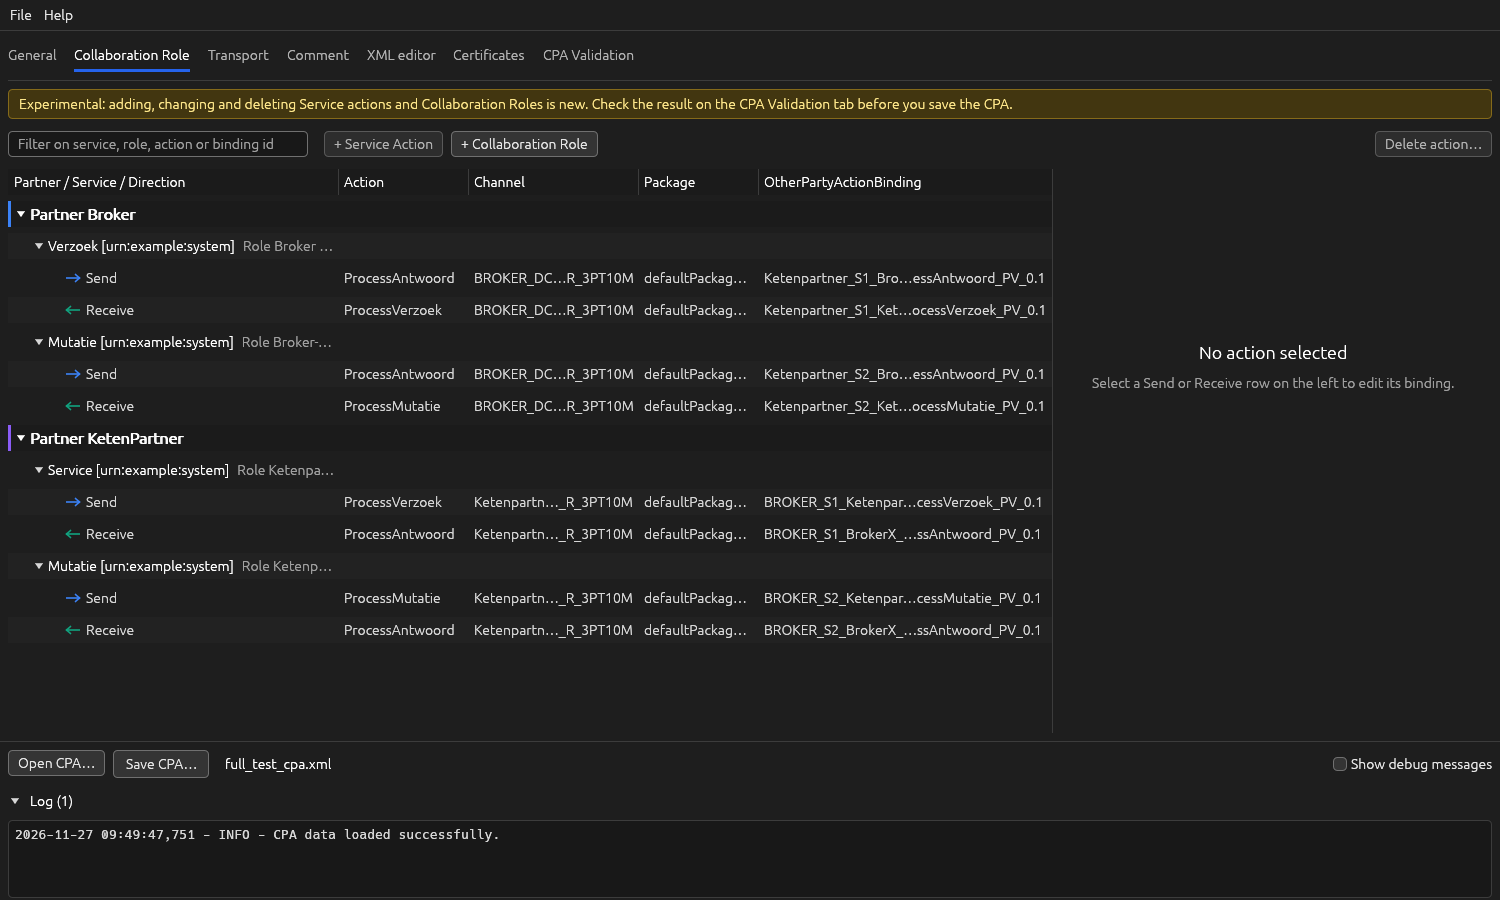 File Help
General Collaboration Role Transport Comment XML editor Certificates CPA Validation
Experimental: adding, changing and deleting Service actions and Collaboration Roles is new. Check the result on the CPA Validation tab before you save the CPA.
Filter on service, role, action or binding id + Service Action + Collaboration Role Delete action…
Partner / Service / Direction Action Channel Package OtherPartyActionBinding
Partner Broker
Verzoek [urn:example:system] Role Broker …
→ Send ProcessAntwoord BROKER_DC…R_3PT10M defaultPackag… Ketenpartner_S1_Bro…essAntwoord_PV_0.1
← Receive ProcessVerzoek BROKER_DC…R_3PT10M defaultPackag… Ketenpartner_S1_Ket…ocessVerzoek_PV_0.1
Mutatie [urn:example:system] Role Broker-…
→ Send ProcessAntwoord BROKER_DC…R_3PT10M defaultPackag… Ketenpartner_S2_Bro…essAntwoord_PV_0.1
← Receive ProcessMutatie BROKER_DC…R_3PT10M defaultPackag… Ketenpartner_S2_Ket…ocessMutatie_PV_0.1
Partner KetenPartner
Service [urn:example:system] Role Ketenpa…
→ Send ProcessVerzoek Ketenpartn…_R_3PT10M defaultPackag… BROKER_S1_Ketenpar…cessVerzoek_PV_0.1
← Receive ProcessAntwoord Ketenpartn…_R_3PT10M defaultPackag… BROKER_S1_BrokerX_…ssAntwoord_PV_0.1
Mutatie [urn:example:system] Role Ketenp…
→ Send ProcessMutatie Ketenpartn…_R_3PT10M defaultPackag… BROKER_S2_Ketenpar…cessMutatie_PV_0.1
← Receive ProcessAntwoord Ketenpartn…_R_3PT10M defaultPackag… BROKER_S2_BrokerX_…ssAntwoord_PV_0.1
No action selected
Select a Send or Receive row on the left to edit its binding.
Open CPA… Save CPA… full_test_cpa.xml Show debug messages
Log (1)
2026-11-27 09:49:47,751 - INFO - CPA data loaded successfully.